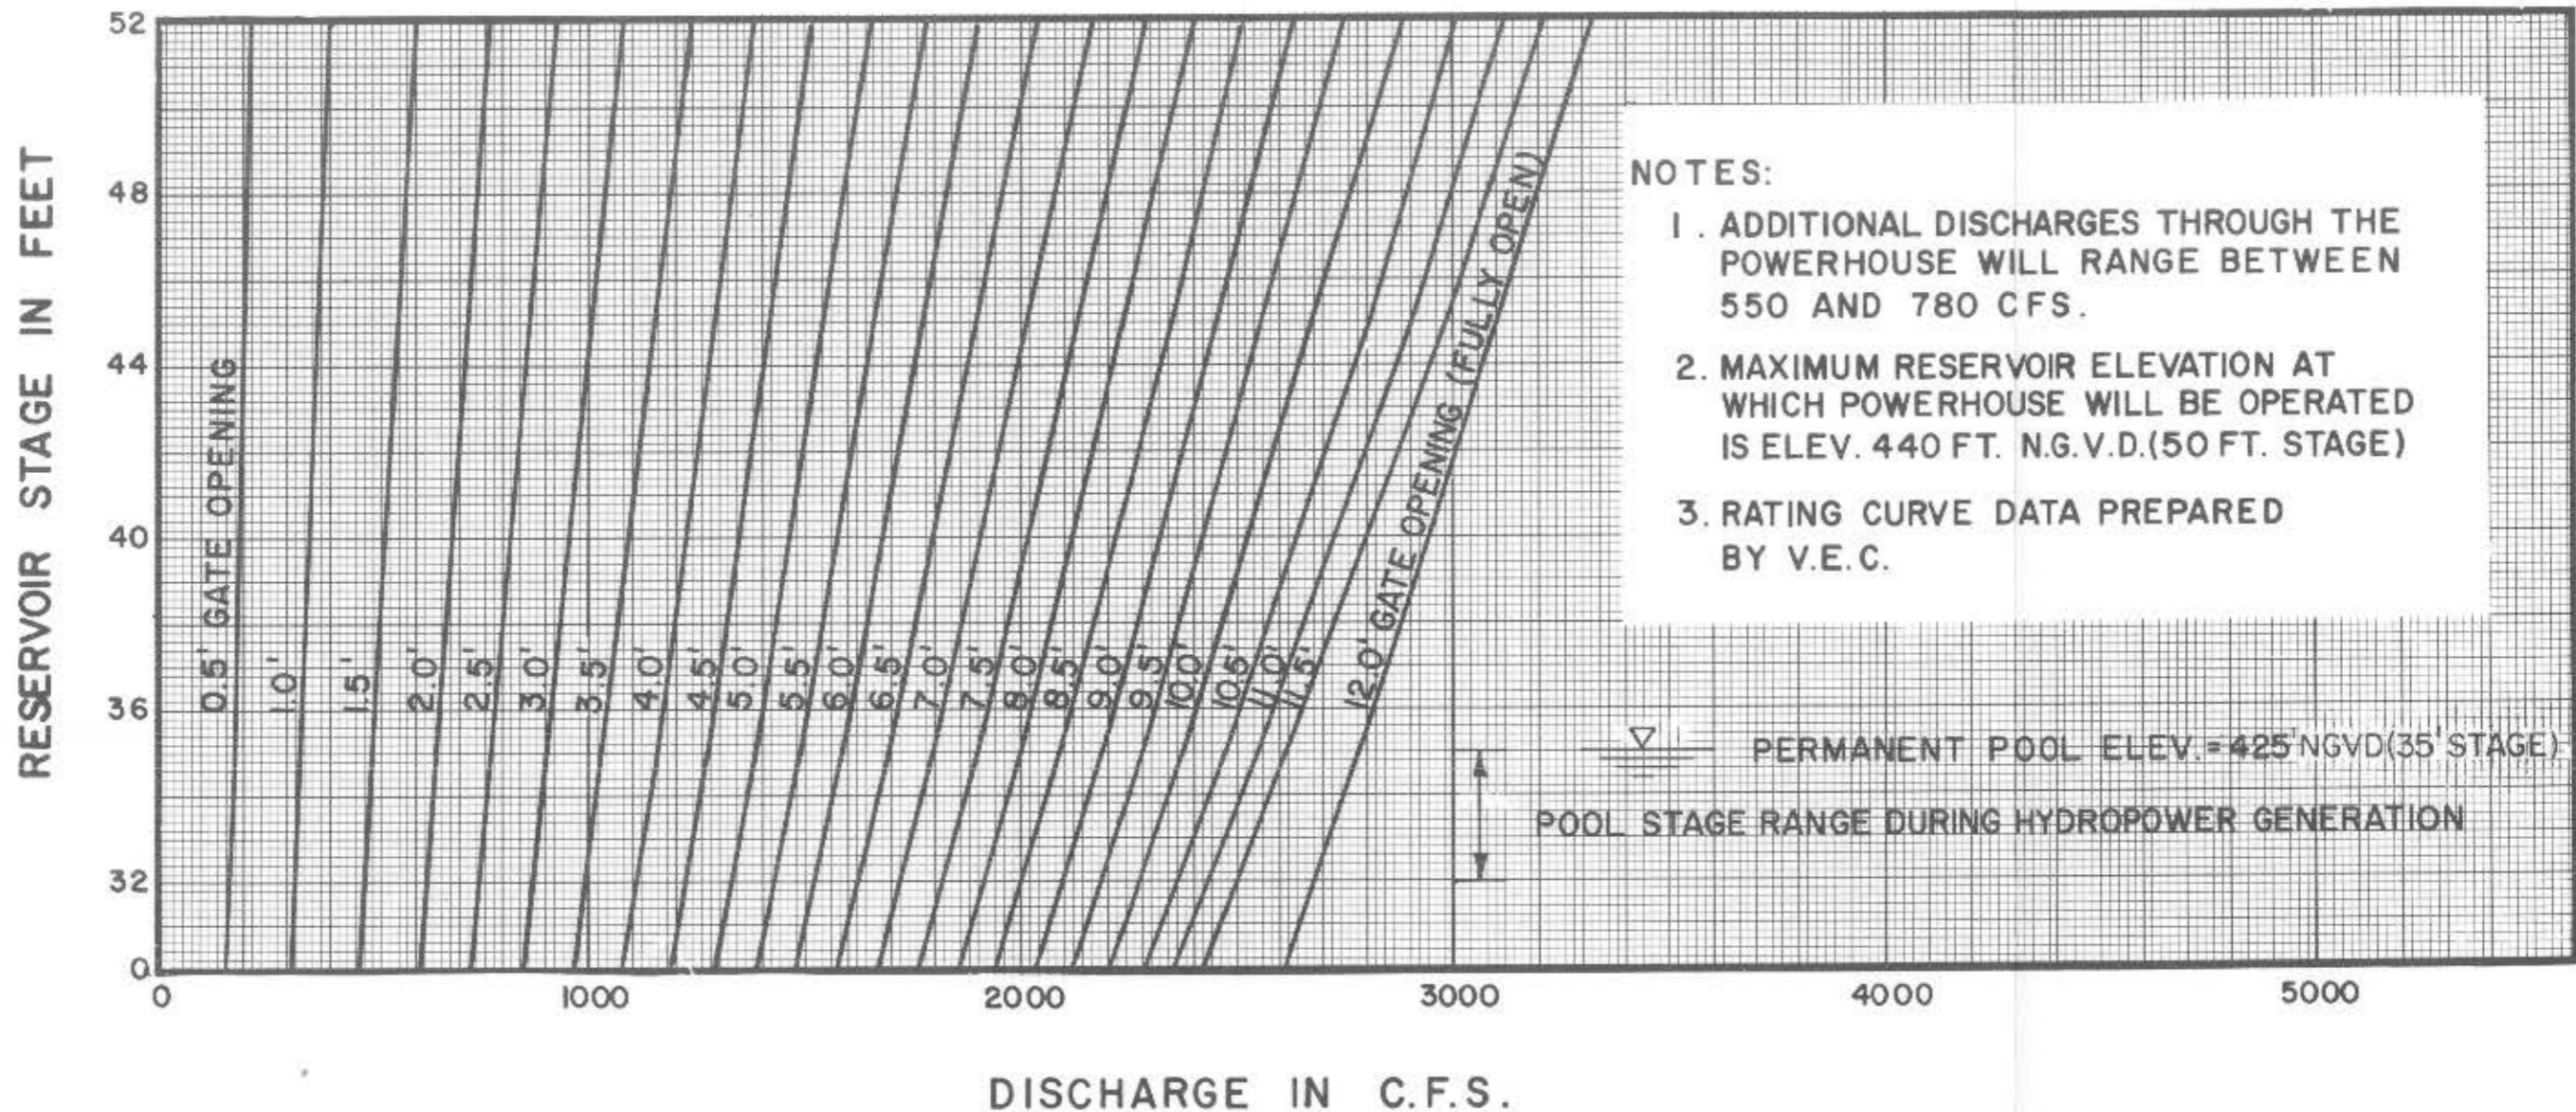 RESERVOIR STAGE IN FEET
52
48
44
40
36
32
0
0.5' GATE OPENING
1.0'
1.5'
2.0'
2.5'
3.0'
3.5'
4.0'
4.5'
5.0'
5.5'
6.0'
6.5'
7.0'
7.5'
8.0'
8.5'
9.0'
9.5'
10.0'
10.5'
11.0'
11.5'
12.0' GATE OPENING (FULLY OPEN)
NOTES:
1. ADDITIONAL DISCHARGES THROUGH THE
POWERHOUSE WILL RANGE BETWEEN
550 AND 780 CFS.
2. MAXIMUM RESERVOIR ELEVATION AT
WHICH POWERHOUSE WILL BE OPERATED
IS ELEV. 440 FT. N.G.V.D.(50 FT. STAGE)
3. RATING CURVE DATA PREPARED
BY V.E.C.
PERMANENT POOL ELEV.=425'NGVD(35'STAGE)
POOL STAGE RANGE DURING HYDROPOWER GENERATION
0
1000
2000
3000
4000
5000
DISCHARGE IN C.F.S.